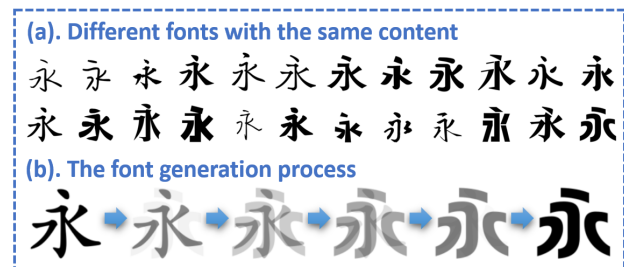 (a). Different fonts with the same content
永 永 永 永 永 永 永 永 永 永 永 永
永 永 永 永 永 永 永 永 永 永 永 永
(b). The font generation process
永 永 永 永 永 永